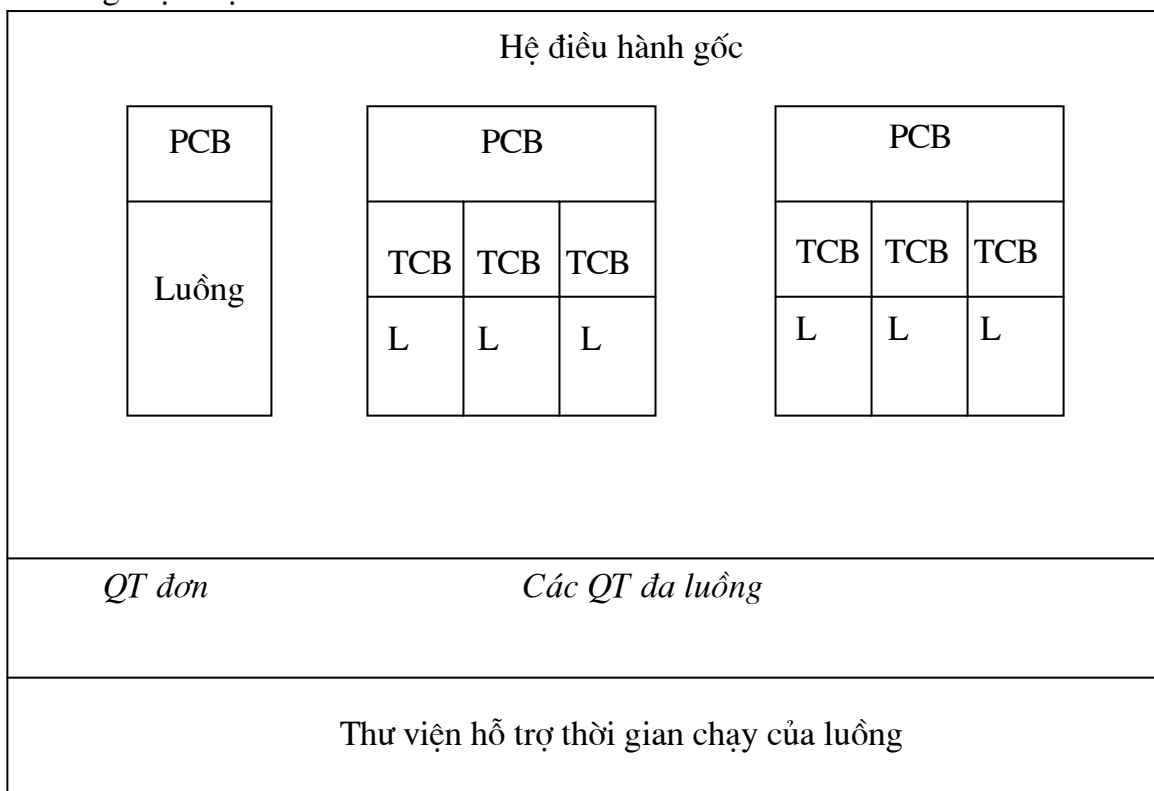 Hệ điều hành gốc
PCB PCB PCB
TCB TCB TCB TCB TCB TCB
Luồng
L L L L L L
QT đơn Các QT đa luồng
Thư viện hỗ trợ thời gian chạy của luồng